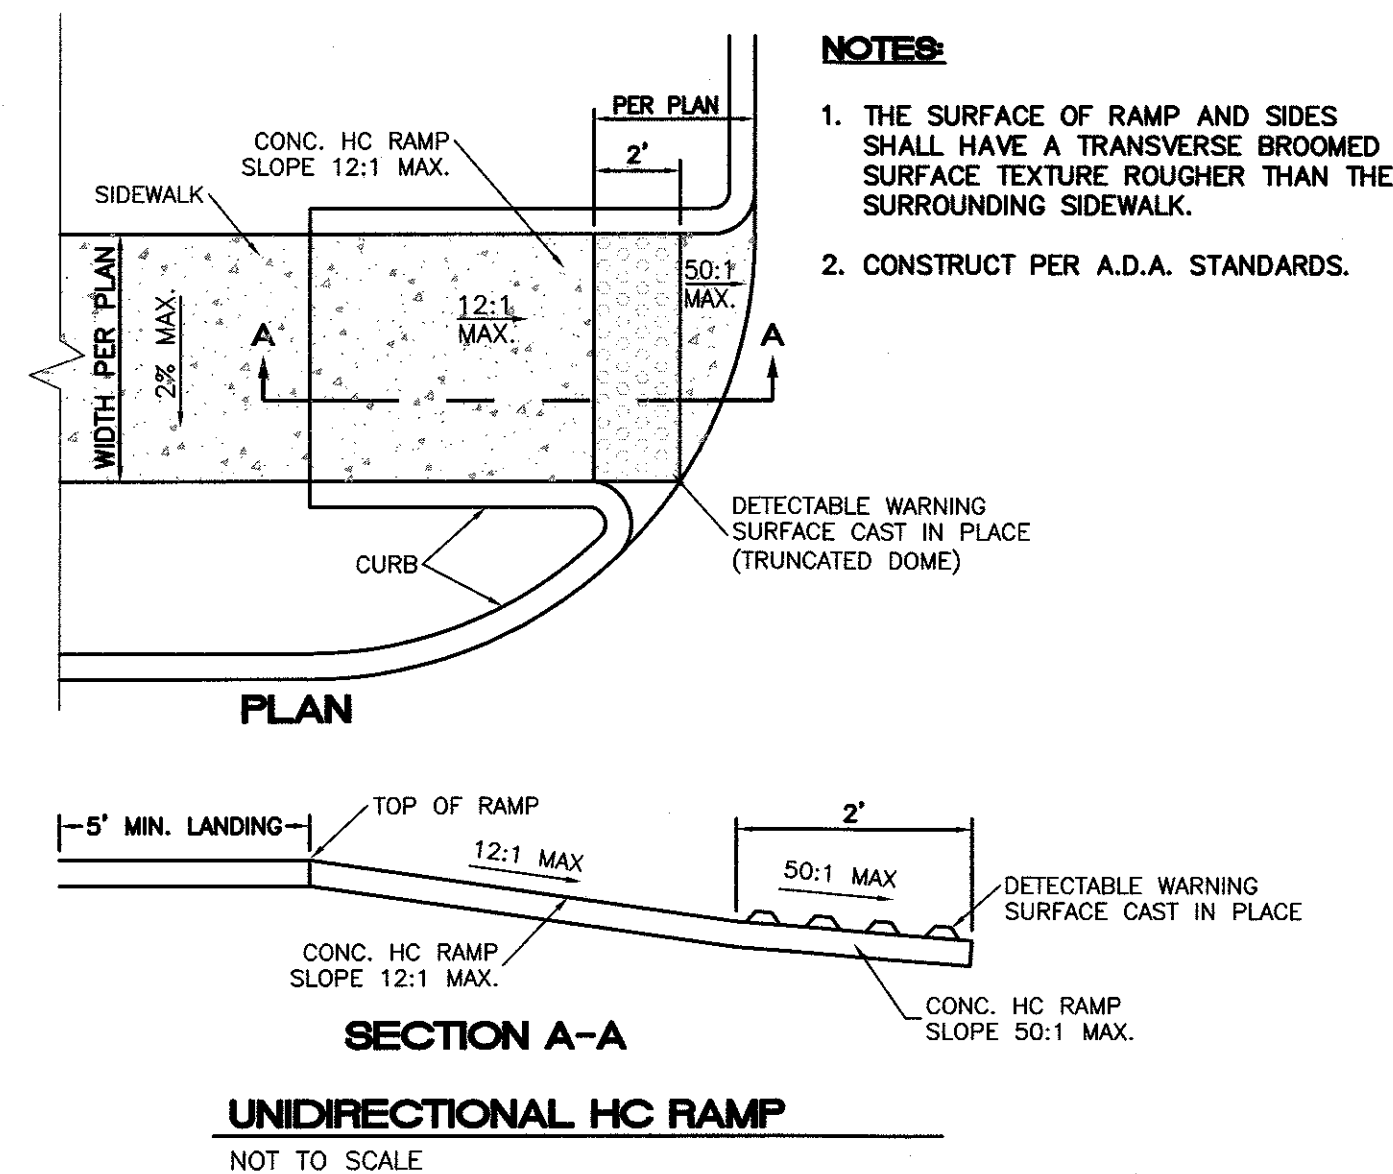 NOTES:
1. THE SURFACE OF RAMP AND SIDES
SHALL HAVE A TRANSVERSE BROOMED
SURFACE TEXTURE ROUGHER THAN THE
SURROUNDING SIDEWALK.
2. CONSTRUCT PER A.D.A. STANDARDS.
PER PLAN
2'
CONC. HC RAMP
SLOPE 12:1 MAX.
SIDEWALK
WIDTH PER PLAN
2% MAX.
12:1
MAX.
50:1
MAX.
A
A
DETECTABLE WARNING
SURFACE CAST IN PLACE
(TRUNCATED DOME)
CURB
PLAN
5' MIN. LANDING
TOP OF RAMP
12:1 MAX
2'
50:1 MAX
DETECTABLE WARNING
SURFACE CAST IN PLACE
CONC. HC RAMP
SLOPE 12:1 MAX.
CONC. HC RAMP
SLOPE 50:1 MAX.
SECTION A-A
UNIDIRECTIONAL HC RAMP
NOT TO SCALE